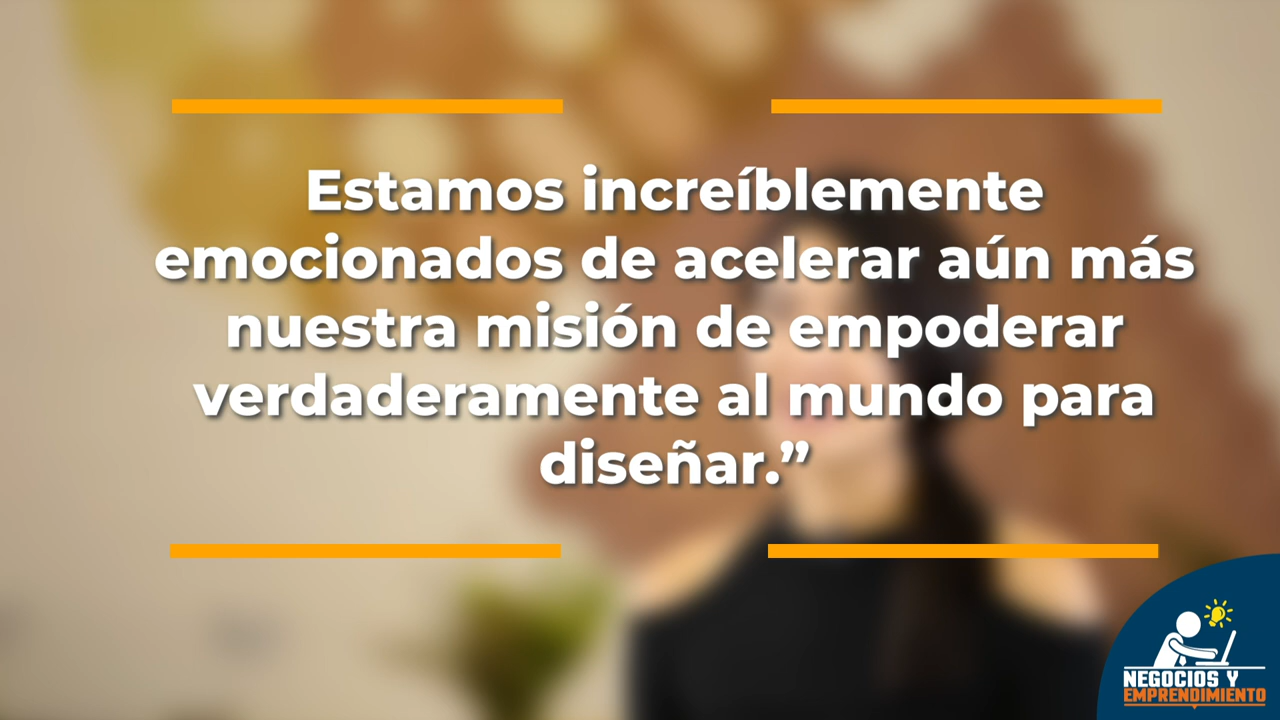 Estamos increíblemente
emocionados de acelerar aún más
nuestra misión de empoderar
verdaderamente al mundo para
diseñar.”
NEGOCIOS Y
EMPRENDIMIENTO